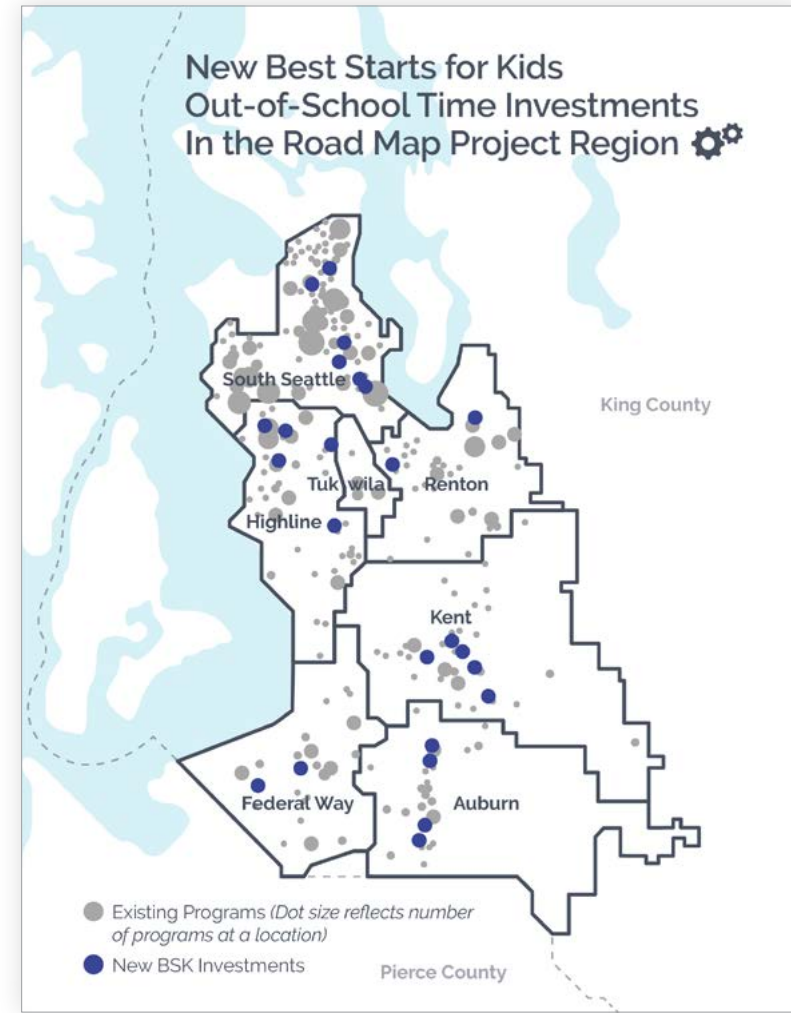 New Best Starts for Kids
Out-of-School Time Investments
In the Road Map Project Region
King County
South Seattle
Tukwila
Renton
Highline
Kent
Federal Way
Auburn
Existing Programs (Dot size reflects number
of programs at a location)
New BSK Investments
Pierce County